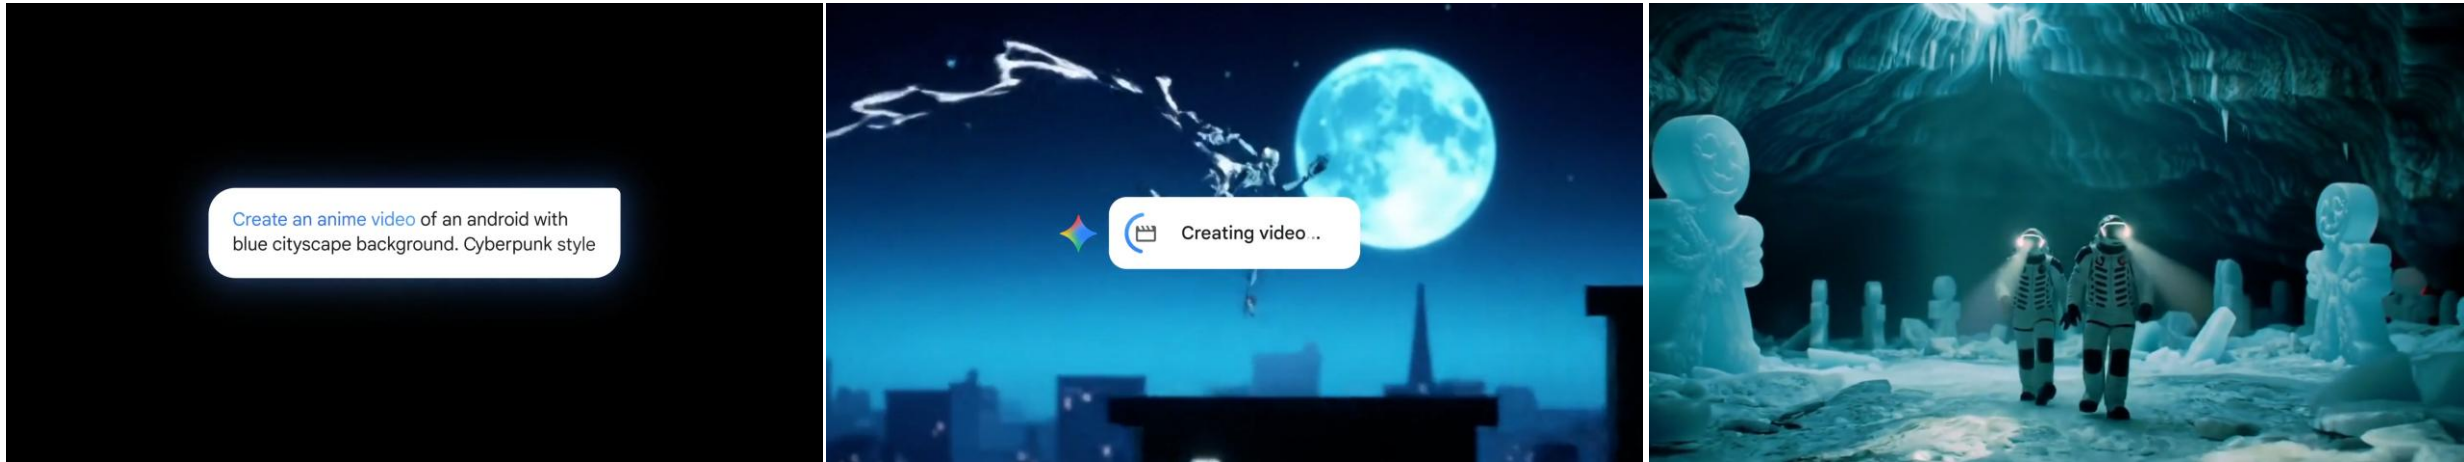 Create an anime video of an android with
blue cityscape background. Cyberpunk style
Creating video...